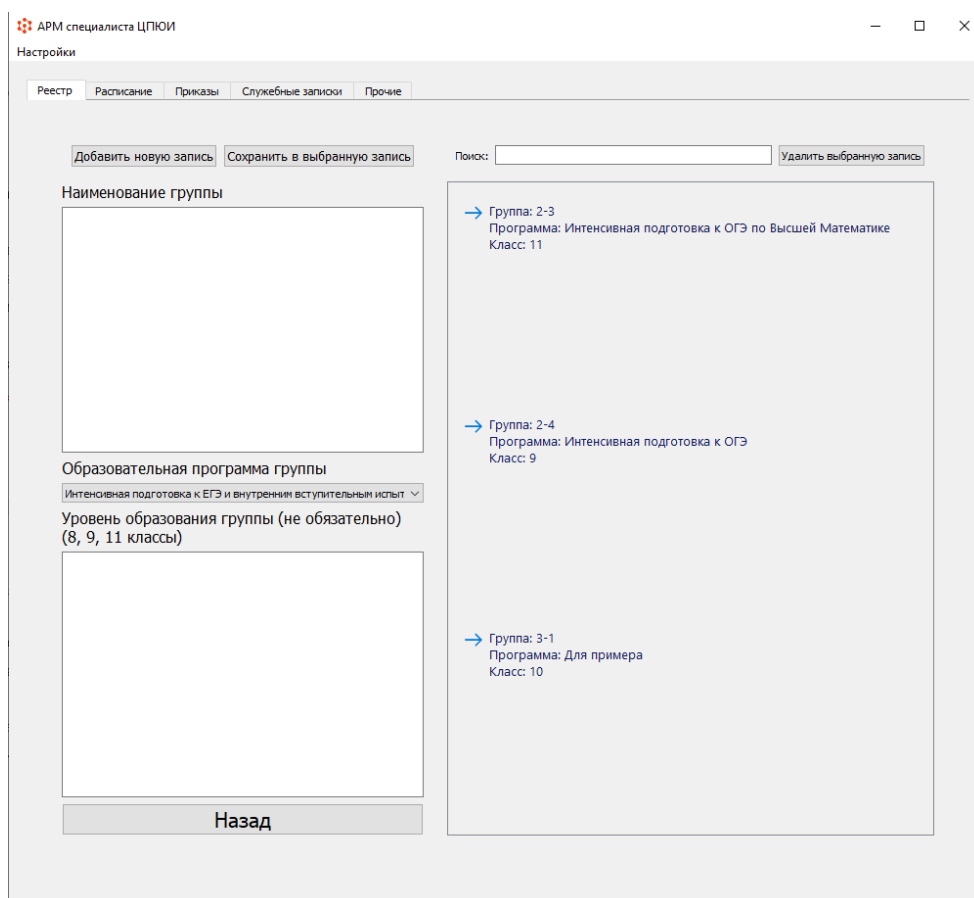 АРМ специалиста ЦПЮИ
Настройки
Реестр Расписание Приказы Служебные записки Прочие
Добавить новую запись Сохранить в выбранную запись Поиск: Удалить выбранную запись
Наименование группы
Образовательная программа группы
Интенсивная подготовка к ЕГЭ и внутренним вступительным испыт
Уровень образования группы (не обязательно)
(8, 9, 11 классы)
Назад
Группа: 2-3
Программа: Интенсивная подготовка к ОГЭ по Высшей Математике
Класс: 11
Группа: 2-4
Программа: Интенсивная подготовка к ОГЭ
Класс: 9
Группа: 3-1
Программа: Для примера
Класс: 10